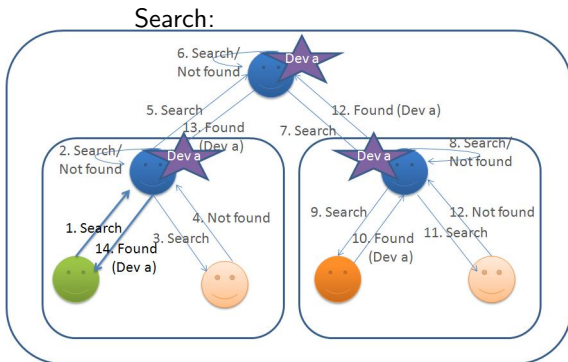 Search:
6. Search/
Not found
Dev a
5. Search
12. Found (Dev a)
13. Found
(Dev a)
7. Search
2. Search/
Not found
Dev a
Dev a
8. Search/
Not found
1. Search
4. Not found
3. Search
14. Found
(Dev a)
9. Search
12. Not found
10. Found
(Dev a)
11. Search